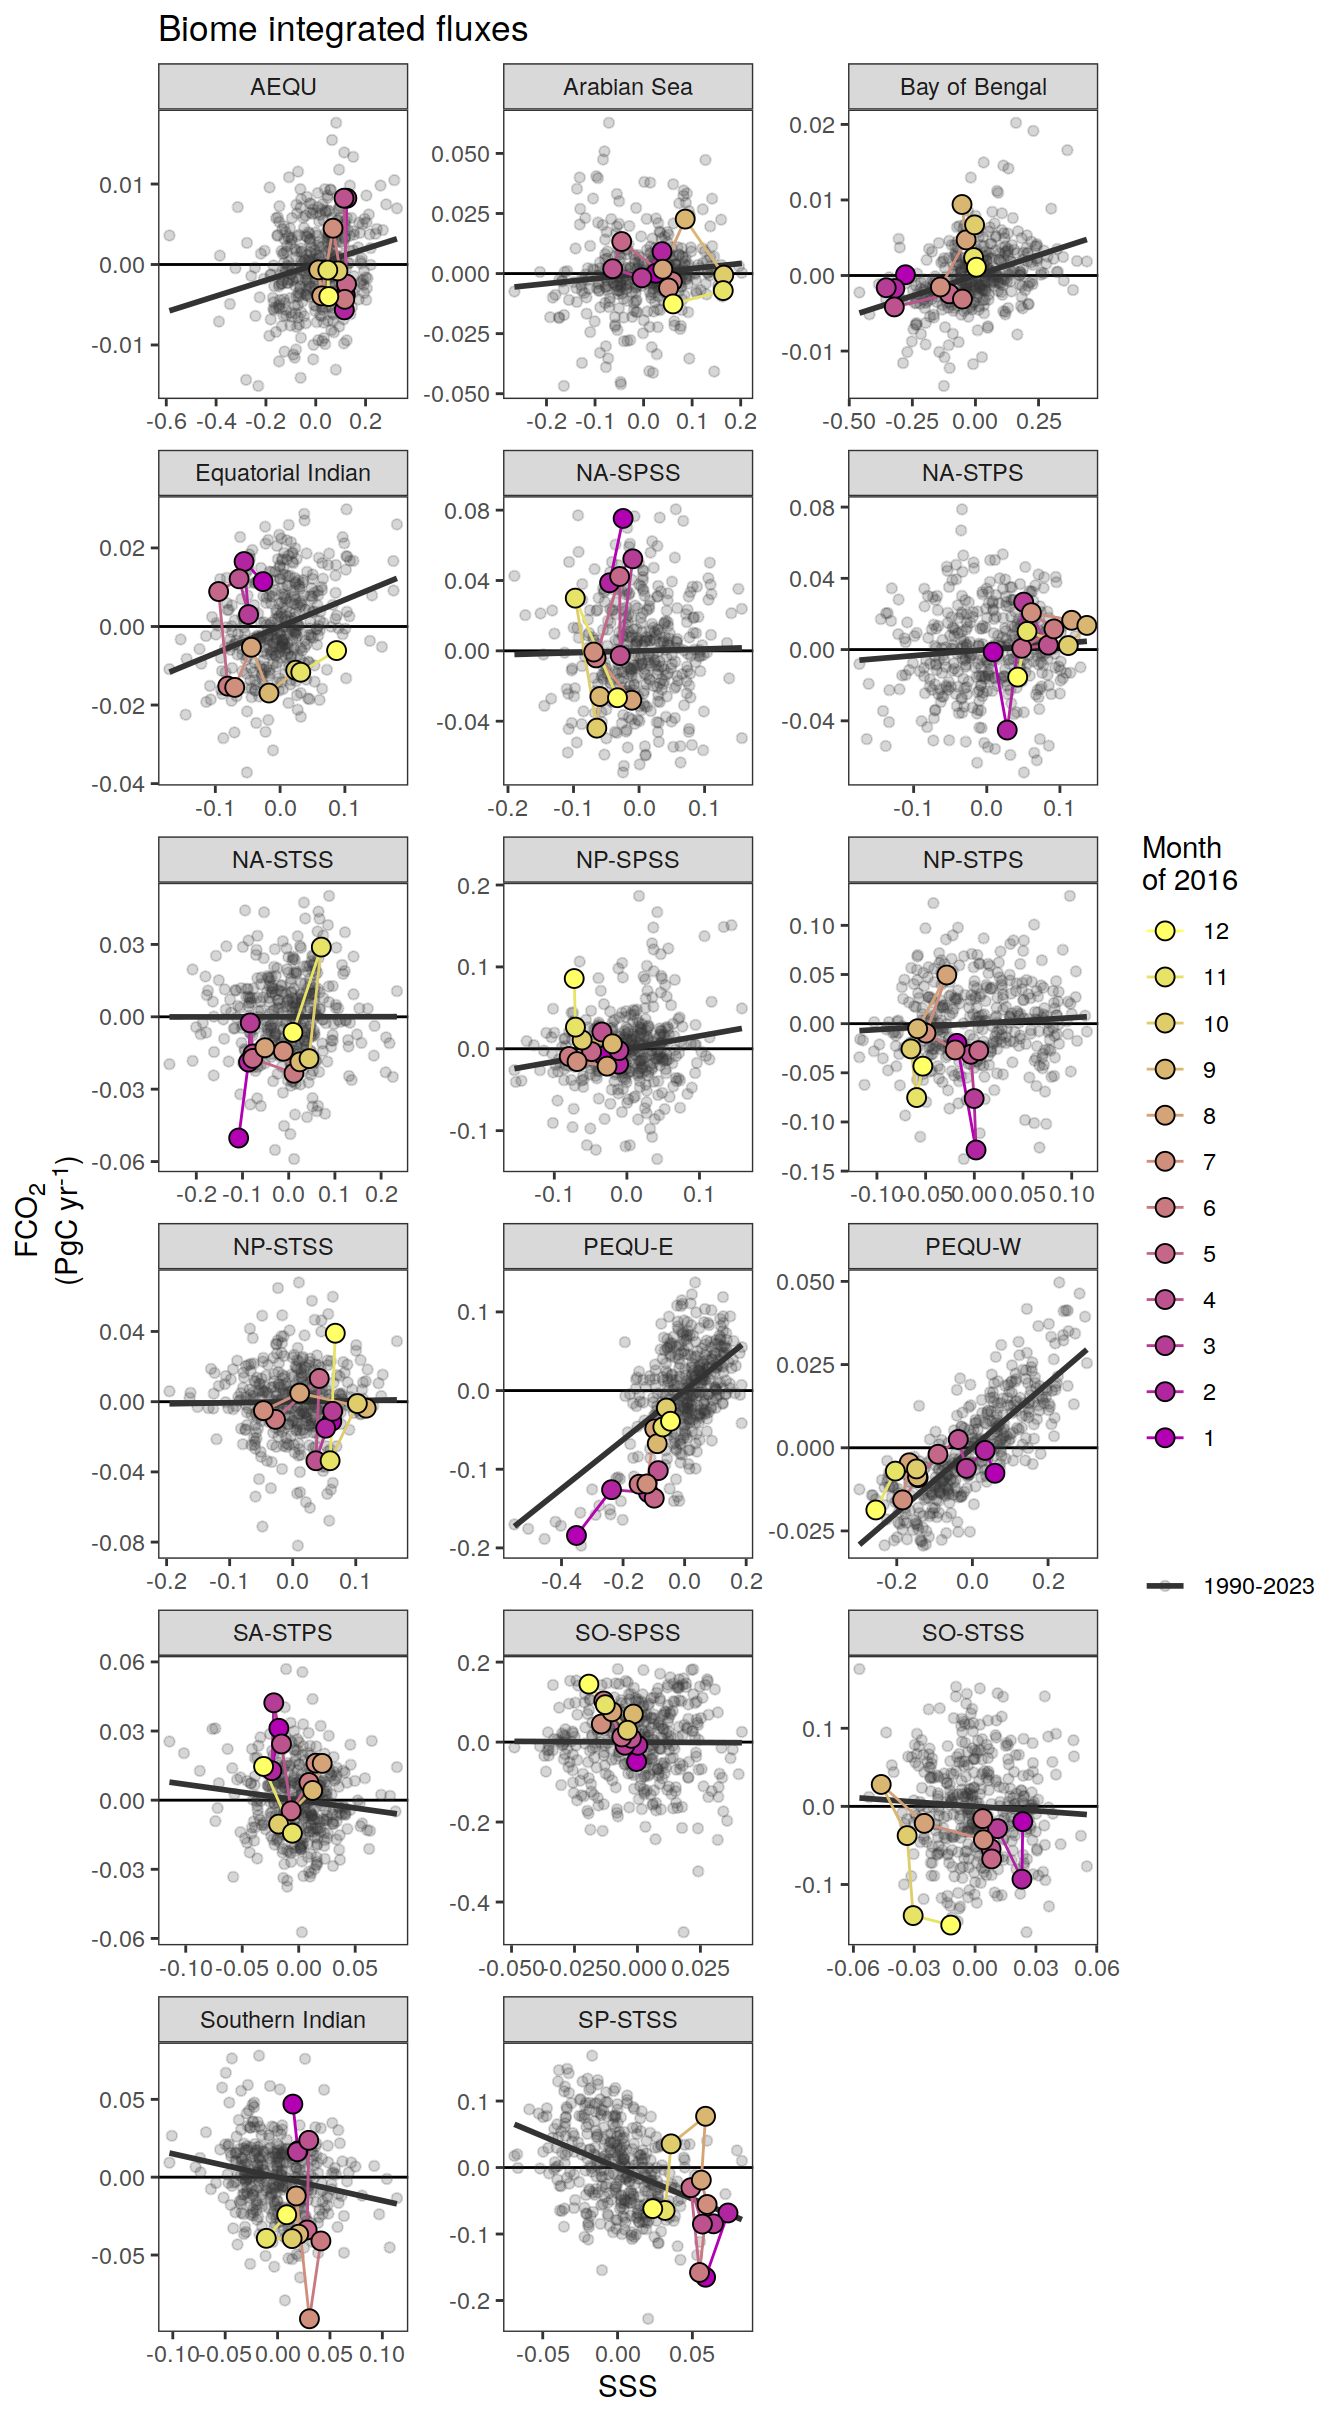 Biome integrated fluxes
AEQU Arabian Sea Bay of Bengal
0.01 0.00 -0.01
-0.6 -0.4 -0.2 0.0 0.2
0.050 0.025 0.000 -0.025 -0.050
-0.2 -0.1 0.0 0.1 0.2
0.02 0.01 0.00 -0.01
-0.50 -0.25 0.00 0.25
Equatorial Indian NA-SPSS NA-STPS
0.02 0.00 -0.02 -0.04
-0.1 0.0 0.1
0.08 0.04 0.00 -0.04
-0.2 -0.1 0.0 0.1
0.08 0.04 0.00 -0.04
-0.1 0.0 0.1
NA-STSS NP-SPSS NP-STPS
0.03 0.00 -0.03 -0.06
-0.2 -0.1 0.0 0.1 0.2
0.2 0.1 0.0 -0.1
-0.1 0.0 0.1
0.10 0.05 0.00 -0.05 -0.10 -0.15
-0.10 -0.05 0.00 0.05 0.10
NP-STSS PEQU-E PEQU-W
0.04 0.00 -0.04 -0.08
-0.2 -0.1 0.0 0.1
0.1 0.0 -0.1 -0.2
-0.4 -0.2 0.0 0.2
0.050 0.025 0.000 -0.025
-0.2 0.0 0.2
SA-STPS SO-SPSS SO-STSS
0.06 0.03 0.00 -0.03 -0.06
-0.10 -0.05 0.00 0.05
0.2 0.0 -0.2 -0.4
-0.050 -0.025 0.000 0.025
0.1 0.0 -0.1
-0.06 -0.03 0.00 0.03 0.06
Southern Indian SP-STSS
0.05 0.00 -0.05
-0.10 -0.05 0.00 0.05 0.10
0.1 0.0 -0.1 -0.2
-0.05 0.00 0.05
SSS
FCO₂
(PgC yr⁻¹)
Month
of 2016
12
11
10
9
8
7
6
5
4
3
2
1
1990-2023